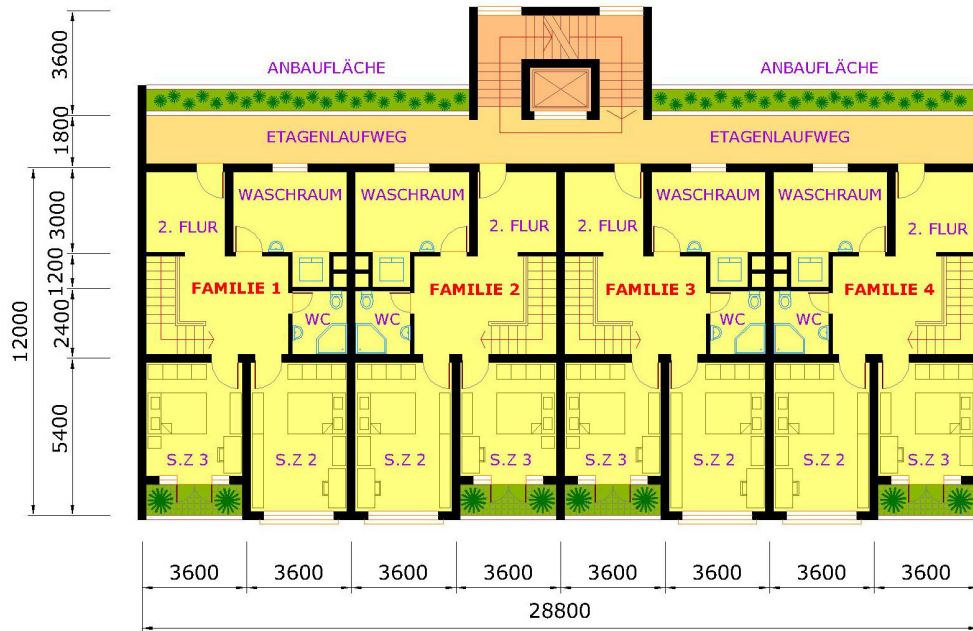 3600
ANBAUFLÄCHE ANBAUFLÄCHE
1800
ETAGENLAUFWEG ETAGENLAUFWEG
12000
3000
WASCHRAUM WASCHRAUM WASCHRAUM WASCHRAUM
2. FLUR 2. FLUR 2. FLUR 2. FLUR
1200
FAMILIE 1 FAMILIE 2 FAMILIE 3 FAMILIE 4
2400
WC WC WC WC
5400
S.Z 3 S.Z 2 S.Z 2 S.Z 3 S.Z 3 S.Z 2 S.Z 2 S.Z 3
3600 3600 3600 3600 3600 3600 3600 3600
28800